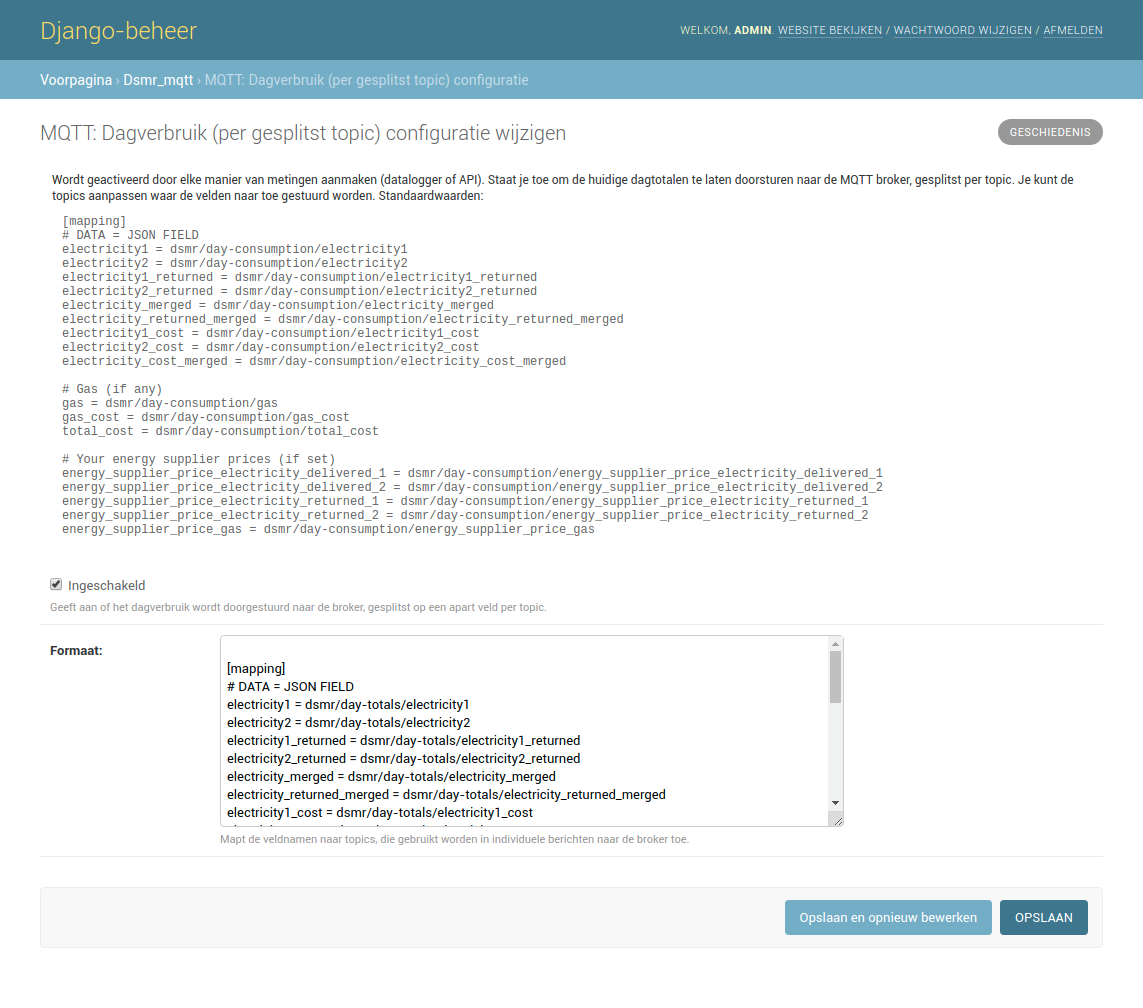 Django-beheer
WELKOM, ADMIN. WEBSITE BEKIJKEN / WACHTWOORD WIJZIGEN / AFMELDEN
Voorpagina › Dsmr_mqtt › MQTT: Dagverbruik (per gesplitst topic) configuratie
MQTT: Dagverbruik (per gesplitst topic) configuratie wijzigen
GESCHIEDENIS
Wordt geactiveerd door elke manier van metingen aanmaken (datalogger of API). Staat je toe om de huidige dagtotalen te laten doorsturen naar de MQTT broker, gesplitst per topic. Je kunt de
topics aanpassen waar de velden naar toe gestuurd worden. Standaardwaarden:
[mapping]
# DATA = JSON FIELD
electricity1 = dsmr/day-consumption/electricity1
electricity2 = dsmr/day-consumption/electricity2
electricity1_returned = dsmr/day-consumption/electricity1_returned
electricity2_returned = dsmr/day-consumption/electricity2_returned
electricity_merged = dsmr/day-consumption/electricity_merged
electricity_returned_merged = dsmr/day-consumption/electricity_returned_merged
electricity1_cost = dsmr/day-consumption/electricity1_cost
electricity2_cost = dsmr/day-consumption/electricity2_cost
electricity_cost_merged = dsmr/day-consumption/electricity_cost_merged
# Gas (if any)
gas = dsmr/day-consumption/gas
gas_cost = dsmr/day-consumption/gas_cost
total_cost = dsmr/day-consumption/total_cost
# Your energy supplier prices (if set)
energy_supplier_price_electricity_delivered_1 = dsmr/day-consumption/energy_supplier_price_electricity_delivered_1
energy_supplier_price_electricity_delivered_2 = dsmr/day-consumption/energy_supplier_price_electricity_delivered_2
energy_supplier_price_electricity_returned_1 = dsmr/day-consumption/energy_supplier_price_electricity_returned_1
energy_supplier_price_electricity_returned_2 = dsmr/day-consumption/energy_supplier_price_electricity_returned_2
energy_supplier_price_gas = dsmr/day-consumption/energy_supplier_price_gas
Ingeschakeld
Geeft aan of het dagverbruik wordt doorgestuurd naar de broker, gesplitst op een apart veld per topic.
Formaat:
[mapping]
# DATA = JSON FIELD
electricity1 = dsmr/day-totals/electricity1
electricity2 = dsmr/day-totals/electricity2
electricity1_returned = dsmr/day-totals/electricity1_returned
electricity2_returned = dsmr/day-totals/electricity2_returned
electricity_merged = dsmr/day-totals/electricity_merged
electricity_returned_merged = dsmr/day-totals/electricity_returned_merged
electricity1_cost = dsmr/day-totals/electricity1_cost
Mapt de veldnamen naar topics, die gebruikt worden in individuele berichten naar de broker toe.
Opslaan en opnieuw bewerken
OPSLAAN